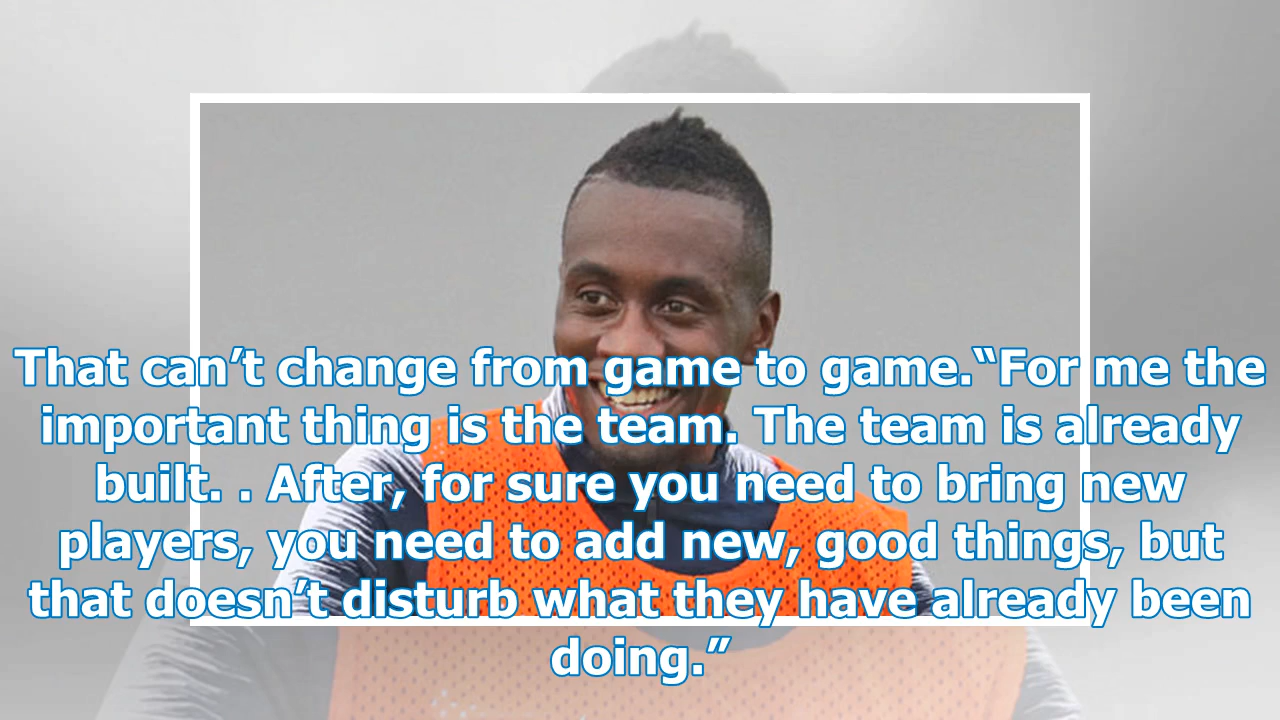 That can’t change from game to game.“For me the
important thing is the team. The team is already
built. . After, for sure you need to bring new
players, you need to add new, good things, but
that doesn’t disturb what they have already been
doing.”